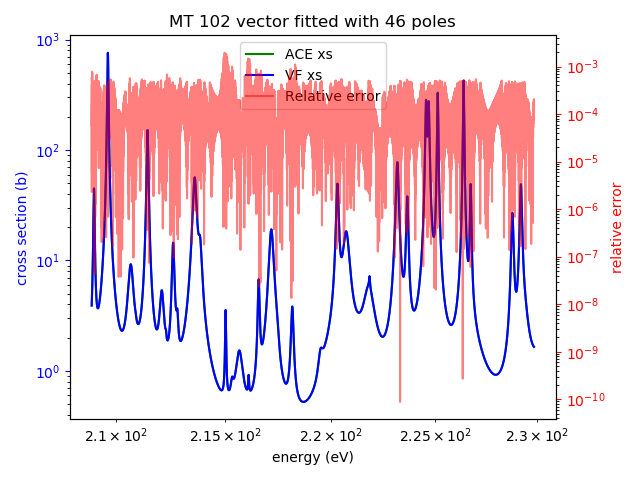 MT 102 vector fitted with 46 poles
ACE xs
VF xs
Relative error
10³
10²
10¹
10⁰
cross section (b)
10⁻³
10⁻⁴
10⁻⁵
10⁻⁶
10⁻⁷
10⁻⁸
10⁻⁹
10⁻¹⁰
relative error
2.1 × 10² 2.15 × 10² 2.2 × 10² 2.25 × 10² 2.3 × 10²
energy (eV)